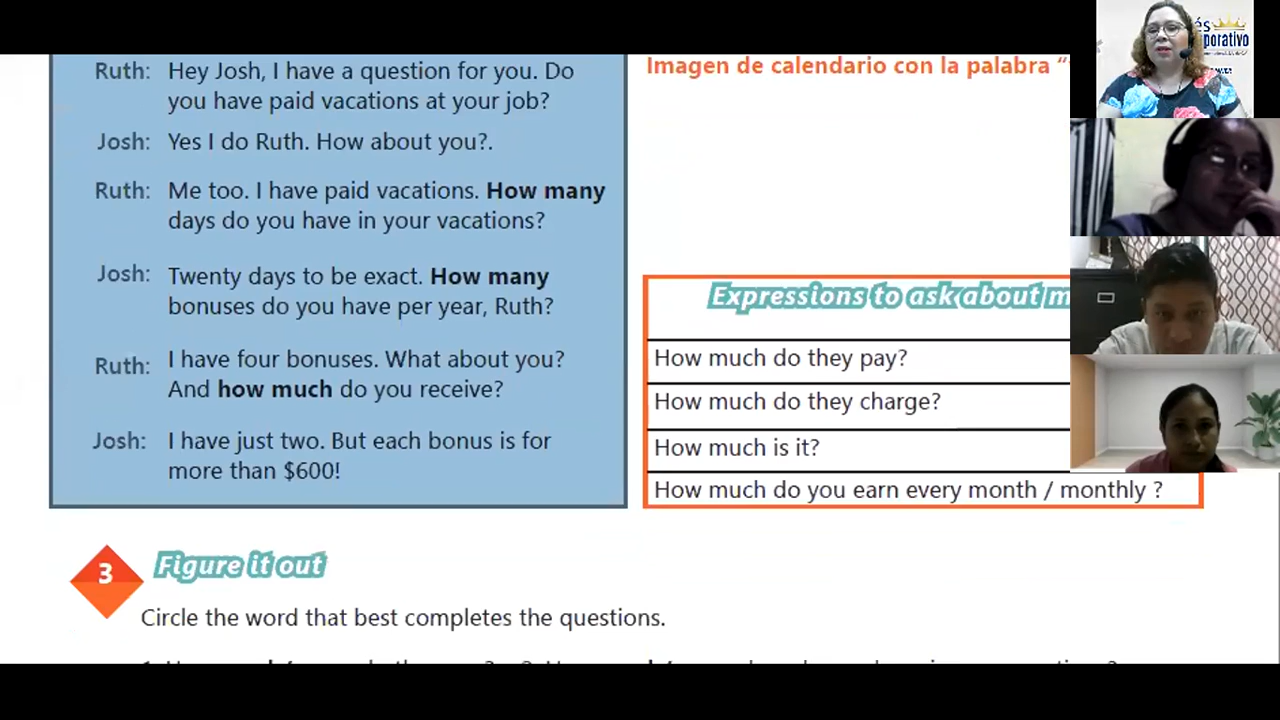 Ruth: Hey Josh, I have a question for you. Do
you have paid vacations at your job?
Josh: Yes I do Ruth. How about you?.
Ruth: Me too. I have paid vacations. How many
days do you have in your vacations?
Josh: Twenty days to be exact. How many
bonuses do you have per year, Ruth?
Ruth: I have four bonuses. What about you?
And how much do you receive?
Josh: I have just two. But each bonus is for
more than $600!
Imagen de calendario con la palabra “
Expressions to ask about m
How much do they pay?
How much do they charge?
How much is it?
How much do you earn every month / monthly ?
3 Figure it out
Circle the word that best completes the questions.